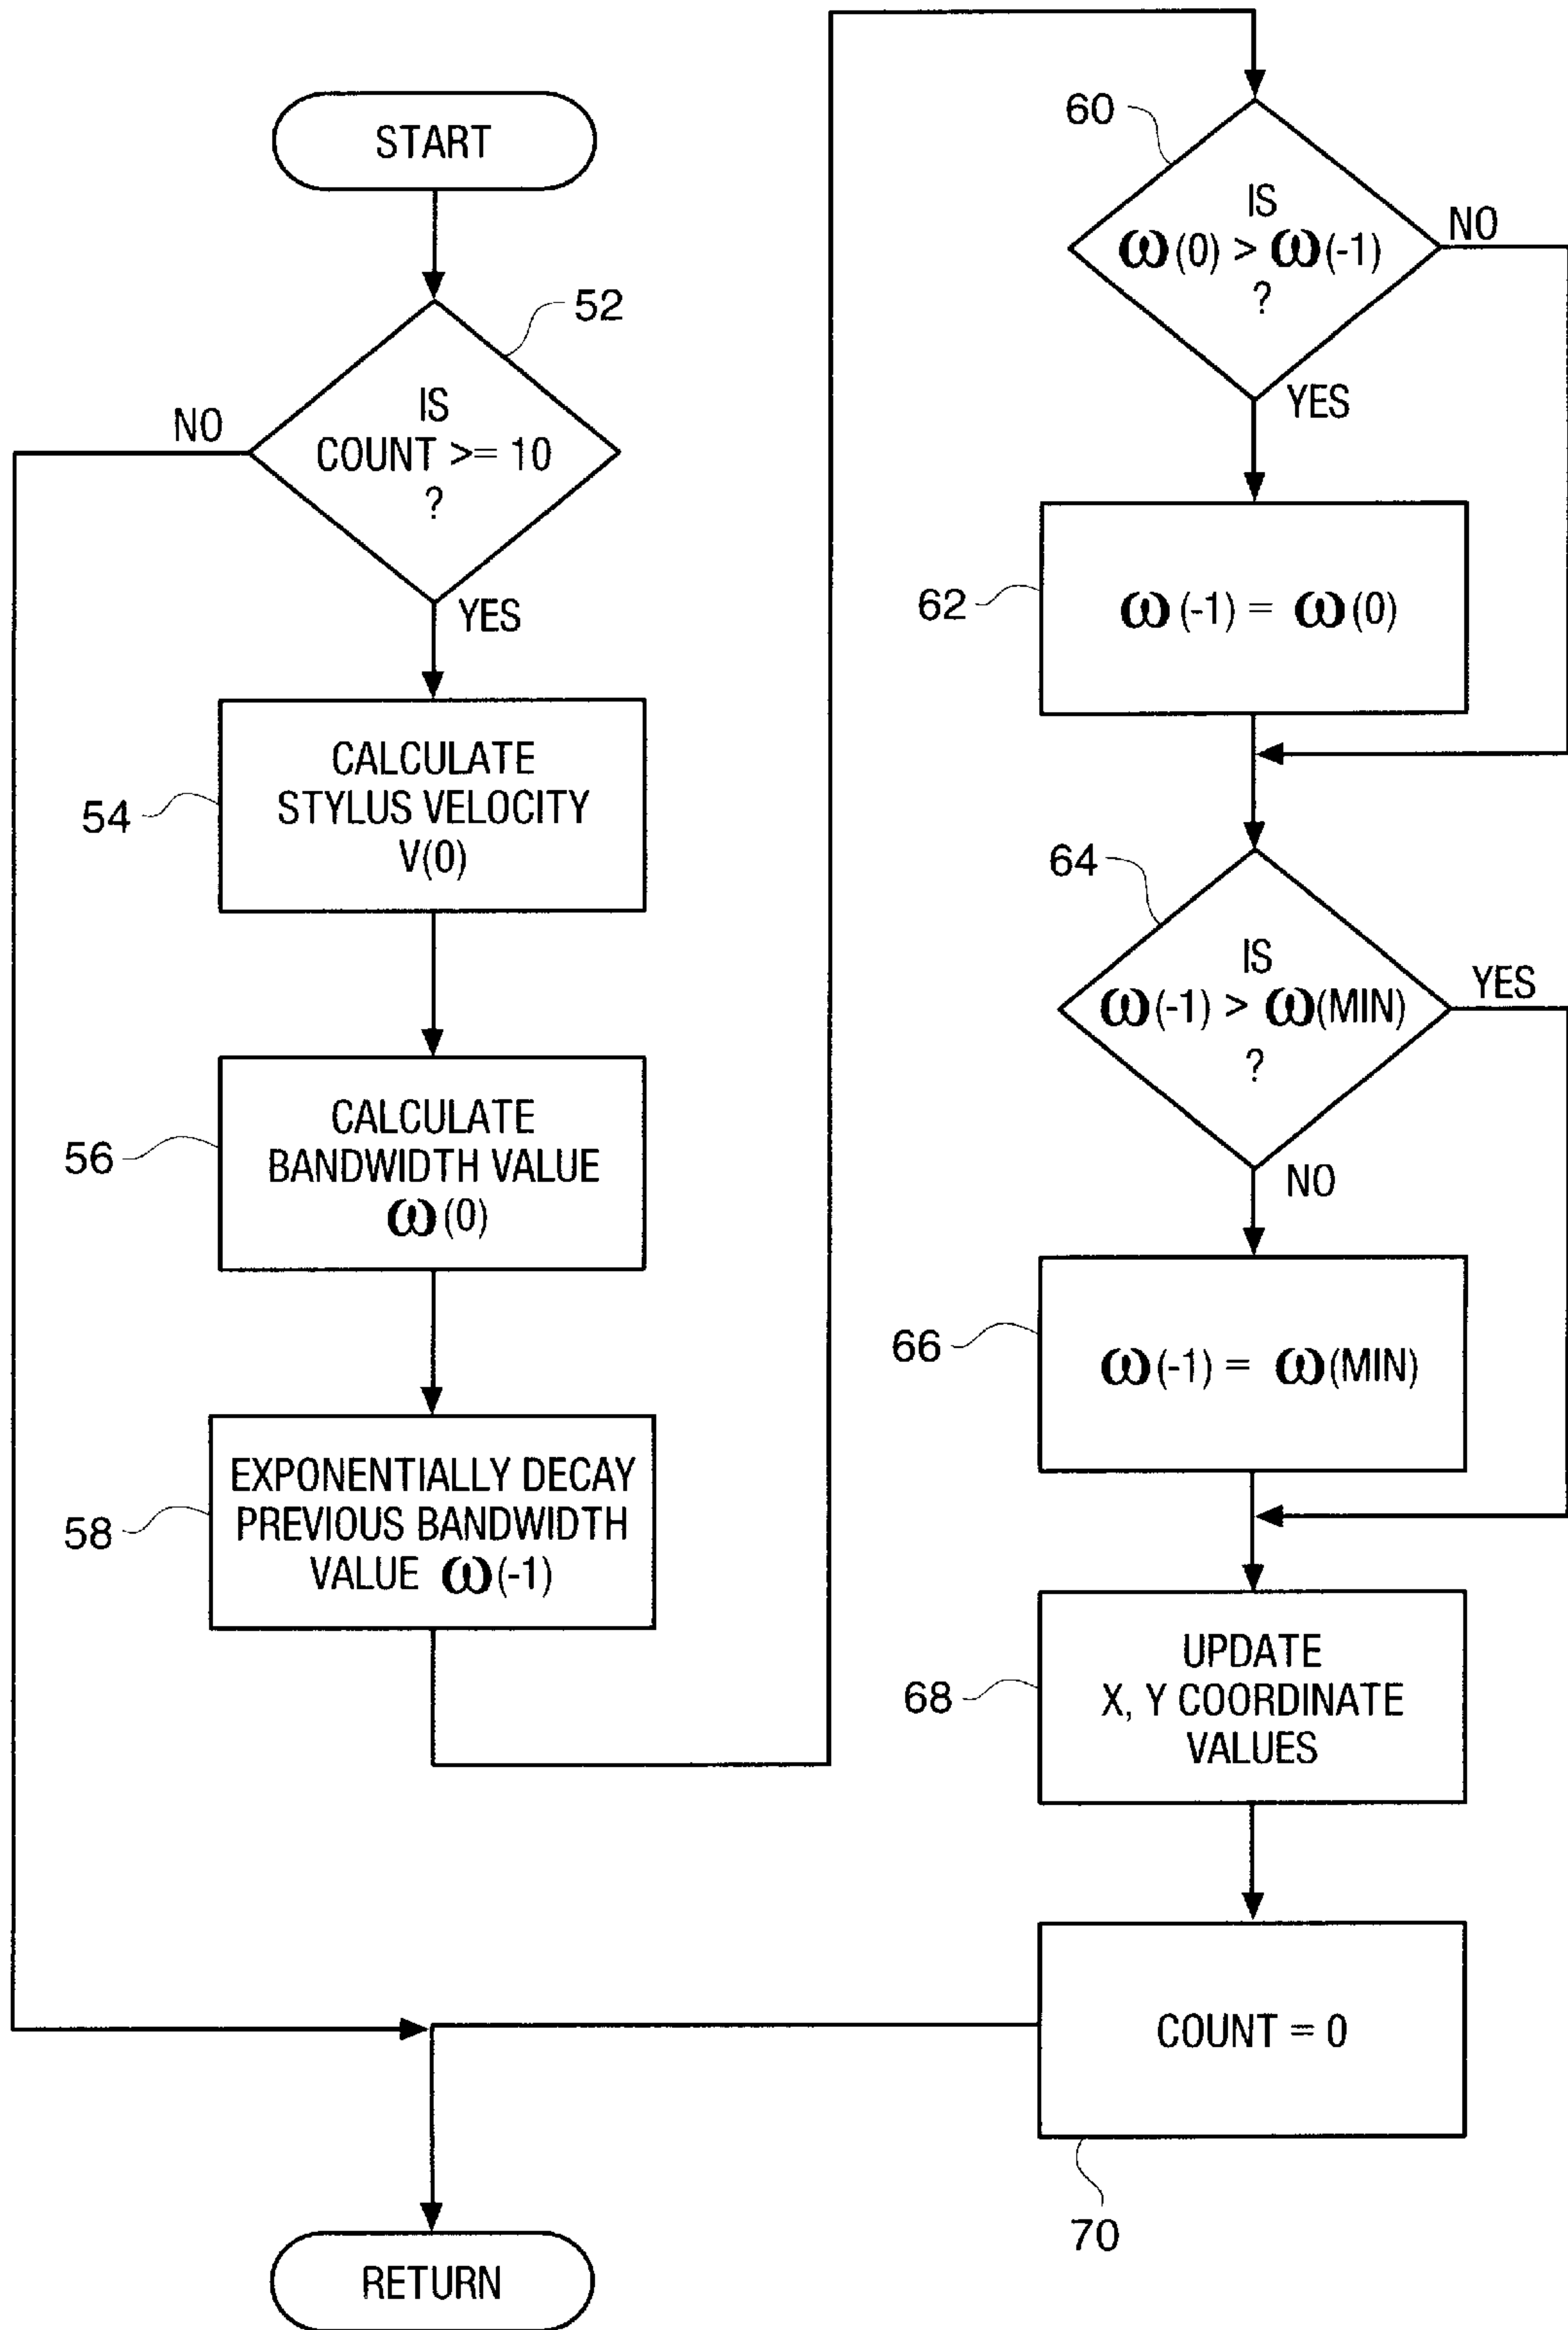 START
52
IS
COUNT >= 10
?
NO
YES
54
CALCULATE
STYLUS VELOCITY
V(0)
56
CALCULATE
BANDWIDTH VALUE
ω(0)
58
EXPONENTIALLY DECAY
PREVIOUS BANDWIDTH
VALUE ω(-1)
60
IS
ω(0) > ω(-1)
?
NO
YES
62
ω(-1) = ω(0)
64
IS
ω(-1) > ω(MIN)
?
YES
NO
66
ω(-1) = ω(MIN)
68
UPDATE
X, Y COORDINATE
VALUES
COUNT = 0
70
RETURN